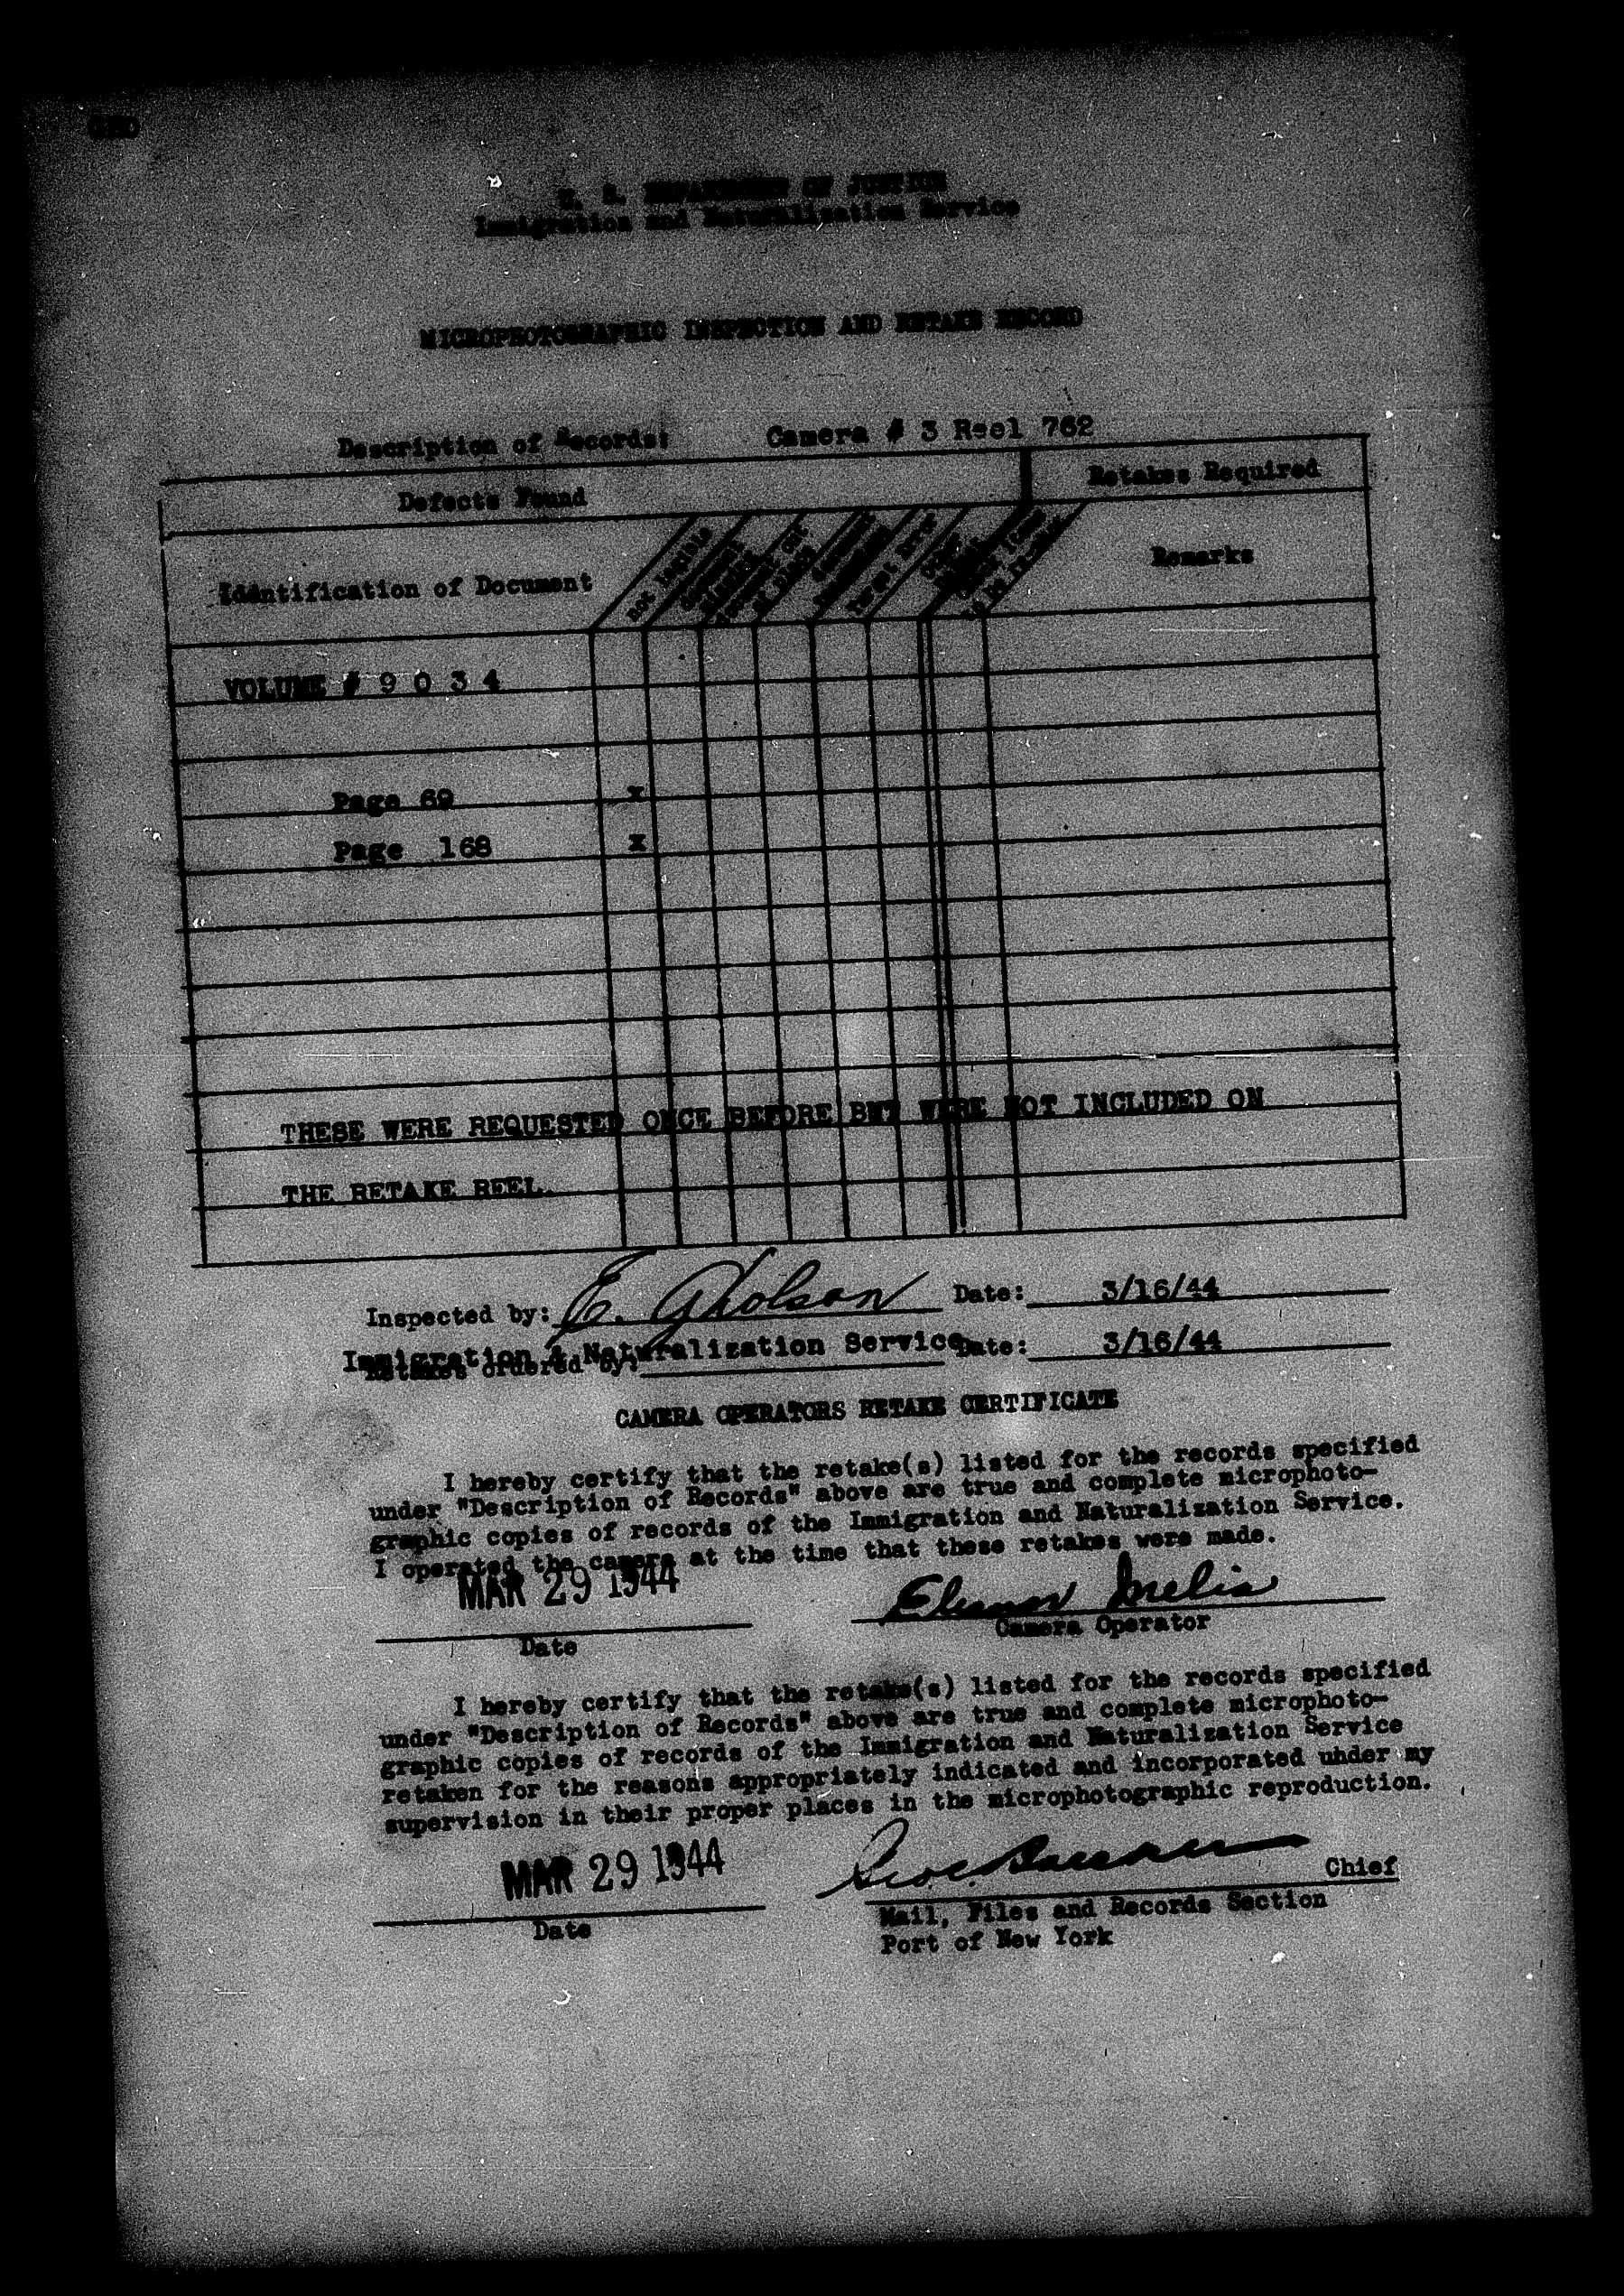 U. S. DEPARTMENT OF JUSTICE
Immigration and Naturalization Service
MICROPHOTOGRAPHIC INSPECTION AND RETAKE RECORD
Description of Records: Camera # 3 Reel 762
Defects Found
Retakes Required
Identification of Document
Not Legible
Remarks
VOLUME # 9 0 3 4
Page 69 x
Page 168 x
THESE WERE REQUESTED ONCE BEFORE BUT WERE NOT INCLUDED ON
THE RETAKE REEL.
Inspected by: E. Gholson Date: 3/16/44
Immigration & Naturalization Service
Retakes ordered by: Date: 3/16/44
CAMERA OPERATORS RETAKE CERTIFICATE
I hereby certify that the retake(s) listed for the records specified
under "Description of Records" above are true and complete microphoto-
graphic copies of records of the Immigration and Naturalization Service.
I operated the camera at the time that these retakes were made.
MAR 29 1944
Date
Camera Operator
I hereby certify that the retake(s) listed for the records specified
under "Description of Records" above are true and complete microphoto-
graphic copies of records of the Immigration and Naturalization Service
retaken for the reasons appropriately indicated and incorporated under my
supervision in their proper places in the microphotographic reproduction.
MAR 29 1944
Date
Chief
Mail, Files and Records Section
Port of New York